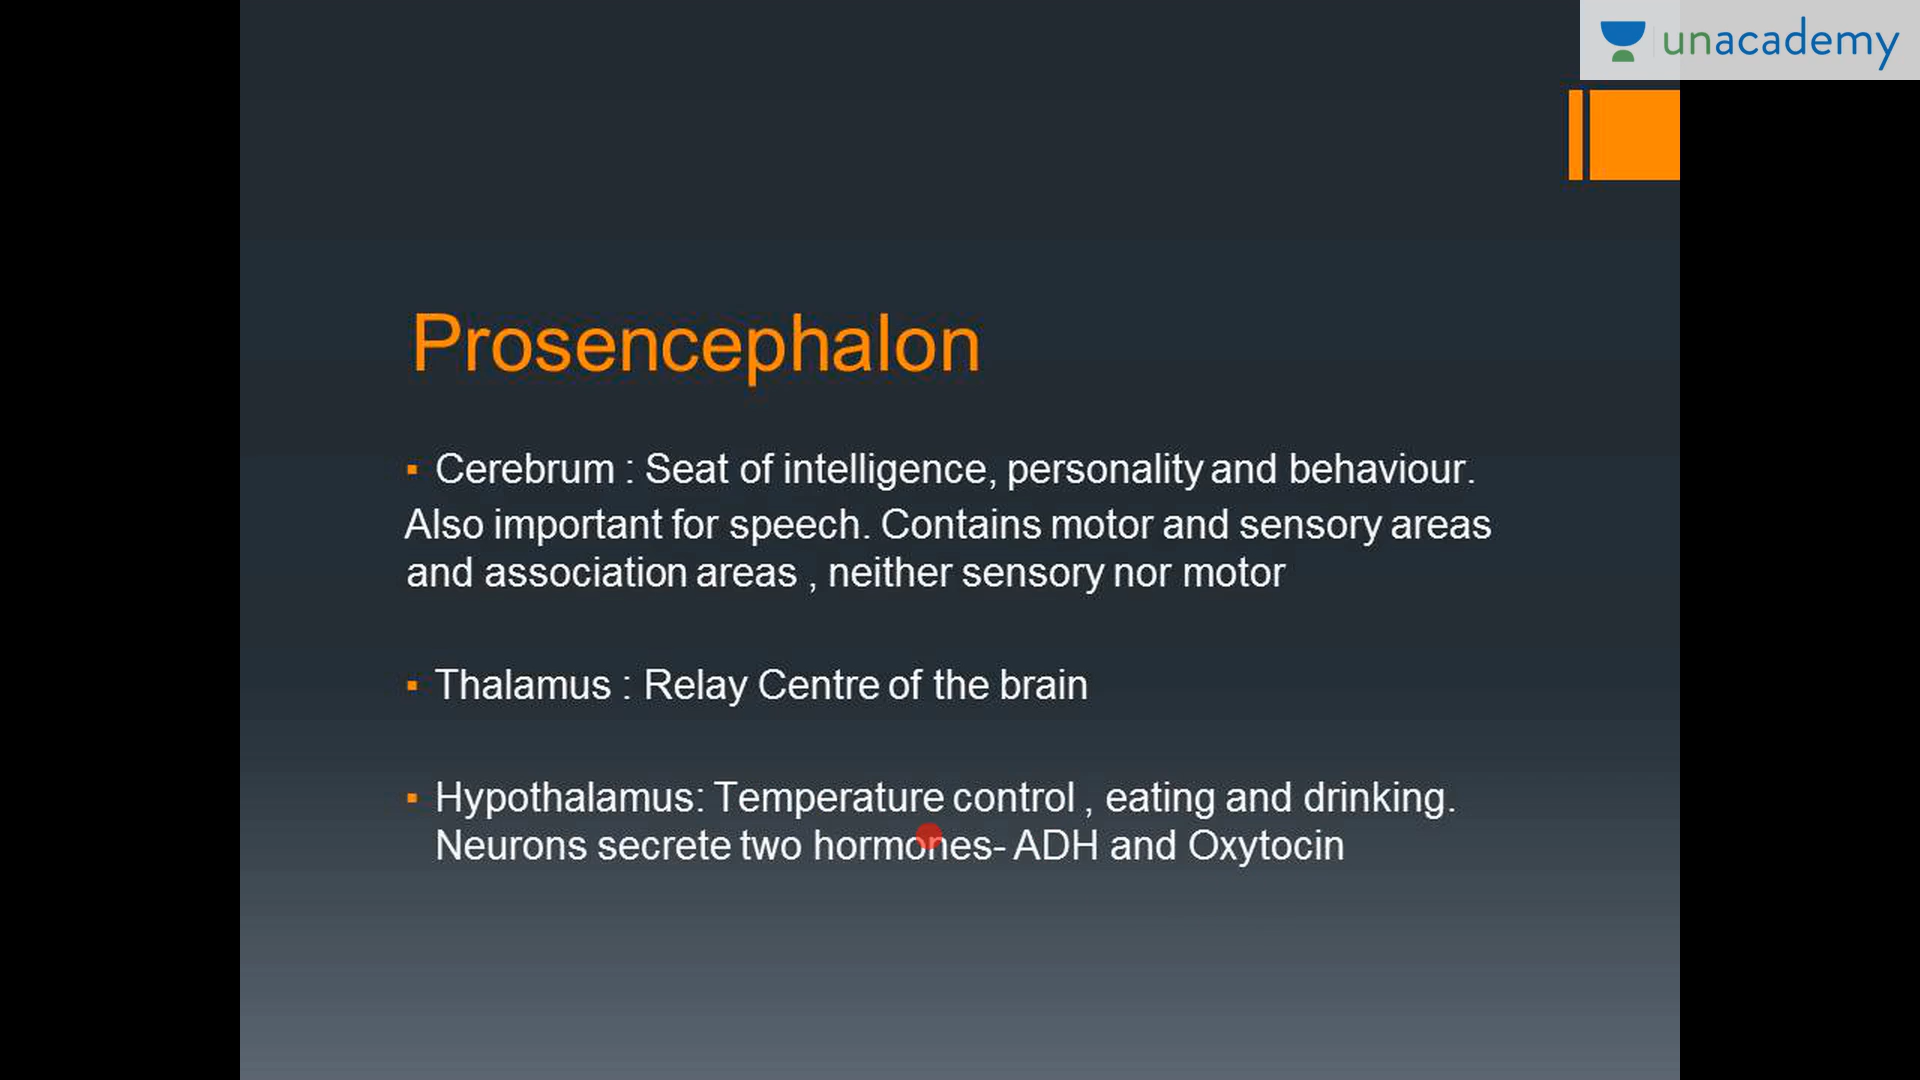 unacademy
Prosencephalon
▪ Cerebrum : Seat of intelligence, personality and behaviour.
Also important for speech. Contains motor and sensory areas
and association areas , neither sensory nor motor
▪ Thalamus : Relay Centre of the brain
▪ Hypothalamus: Temperature control , eating and drinking.
Neurons secrete two hormones- ADH and Oxytocin